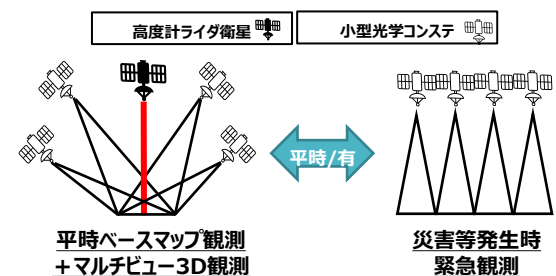 高度計ライダ衛星
小型光学コンステ
平時/有
平時ベースマップ観測
+マルチビュー3D観測
災害等発生時
緊急観測